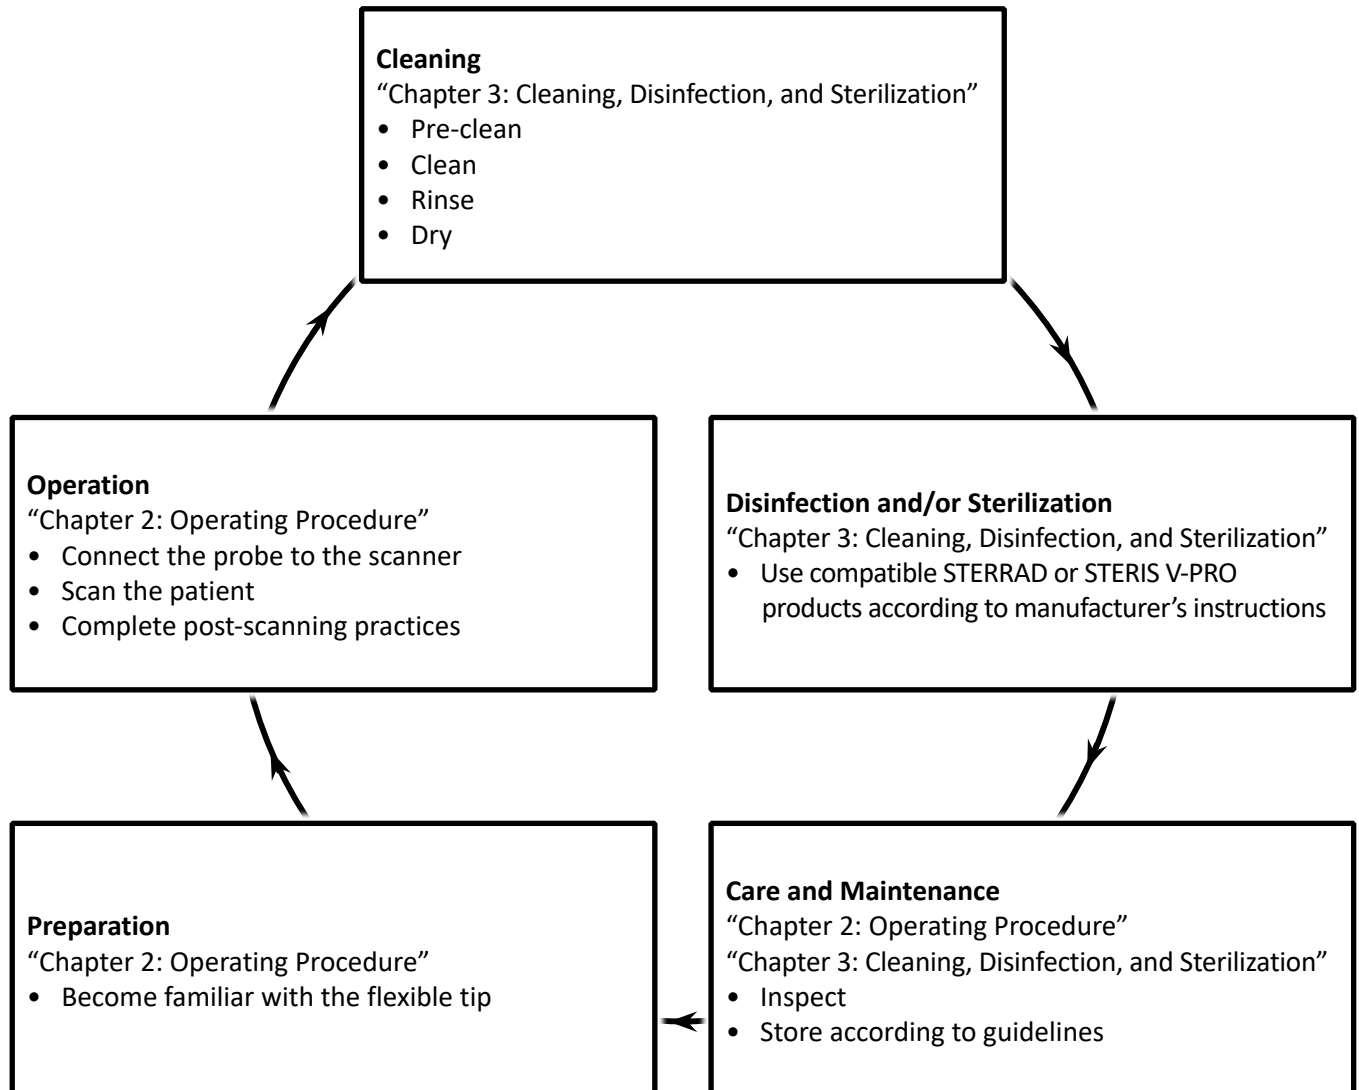 Cleaning
“Chapter 3: Cleaning, Disinfection, and Sterilization”
• Pre-clean
• Clean
• Rinse
• Dry
Operation
“Chapter 2: Operating Procedure”
• Connect the probe to the scanner
• Scan the patient
• Complete post-scanning practices
Disinfection and/or Sterilization
“Chapter 3: Cleaning, Disinfection, and Sterilization”
• Use compatible STERRAD or STERIS V-PRO
products according to manufacturer’s instructions
Preparation
“Chapter 2: Operating Procedure”
• Become familiar with the flexible tip
Care and Maintenance
“Chapter 2: Operating Procedure”
“Chapter 3: Cleaning, Disinfection, and Sterilization”
• Inspect
• Store according to guidelines